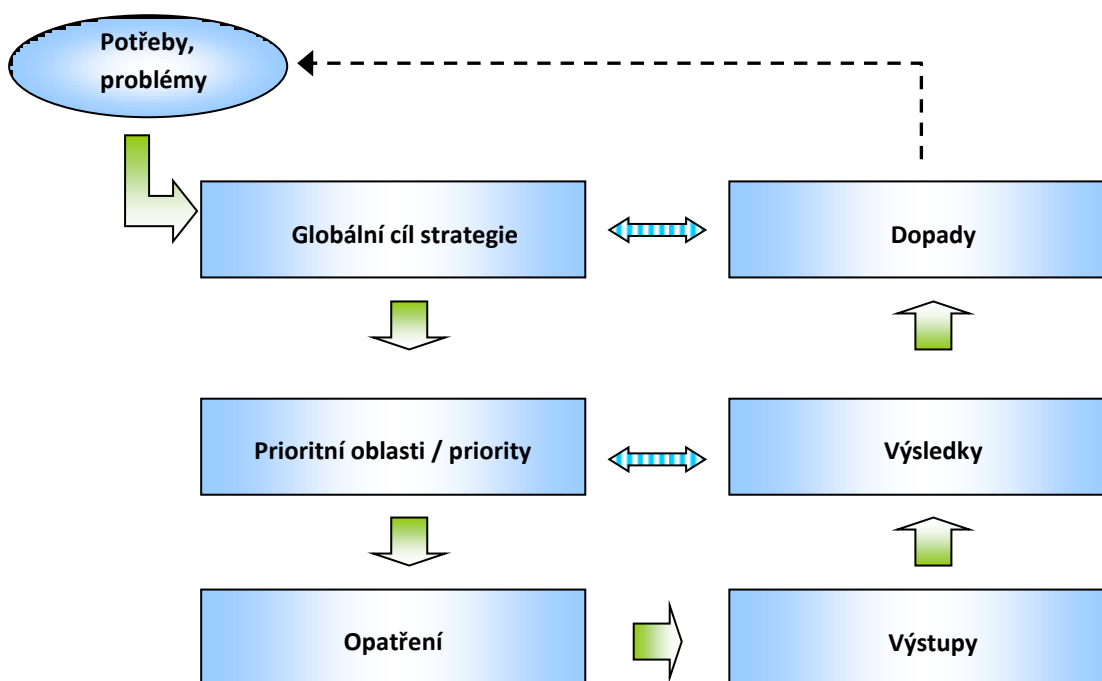 Potřeby,
problémy
Globální cíl strategie
Dopady
Prioritní oblasti / priority
Výsledky
Opatření
Výstupy